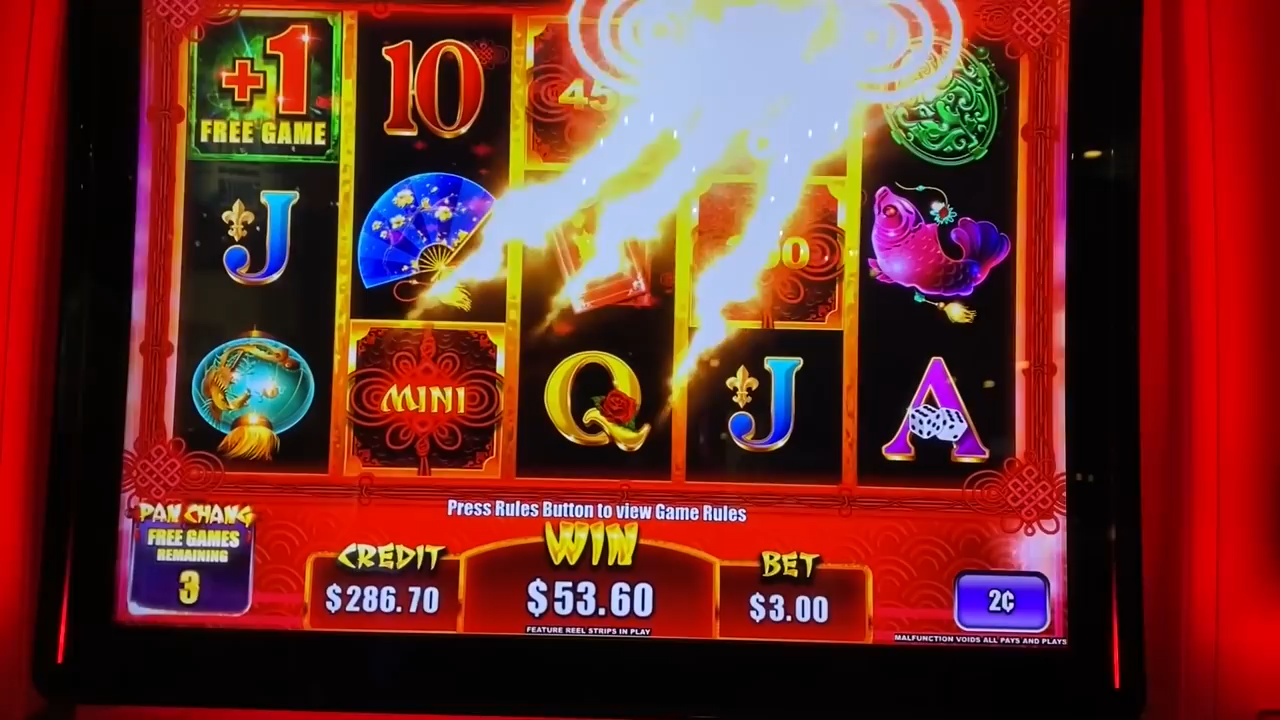 +1
FREE GAME
10
45
J
MINI
Q
J
A
Press Rules Button to view Game Rules
PAN CHANG
FREE GAMES
REMAINING
3
CREDIT
$286.70
WIN
$53.60
FEATURE REEL STRIPS IN PLAY
BET
$3.00
2¢
MALFUNCTION VOIDS ALL PAYS AND PLAYS